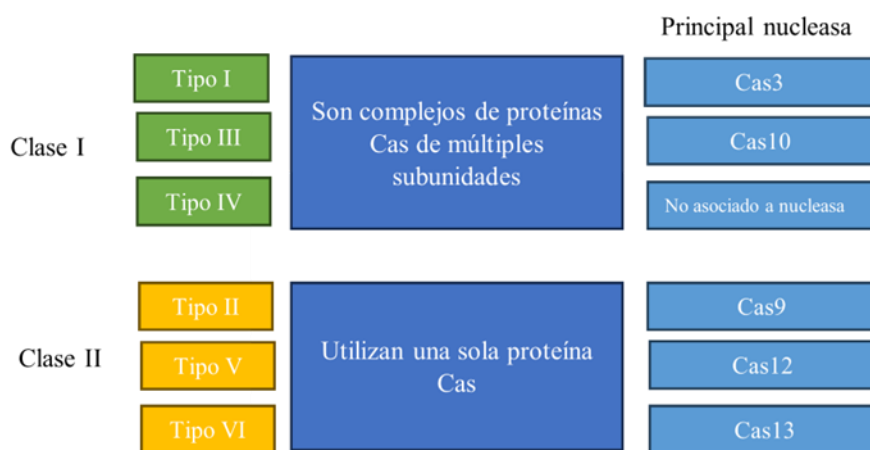 Principal nucleasa
Clase I
Tipo I
Tipo III
Tipo IV
Son complejos de proteínas
Cas de múltiples
subunidades
Cas3
Cas10
No asociado a nucleasa
Clase II
Tipo II
Tipo V
Tipo VI
Utilizan una sola proteína
Cas
Cas9
Cas12
Cas13